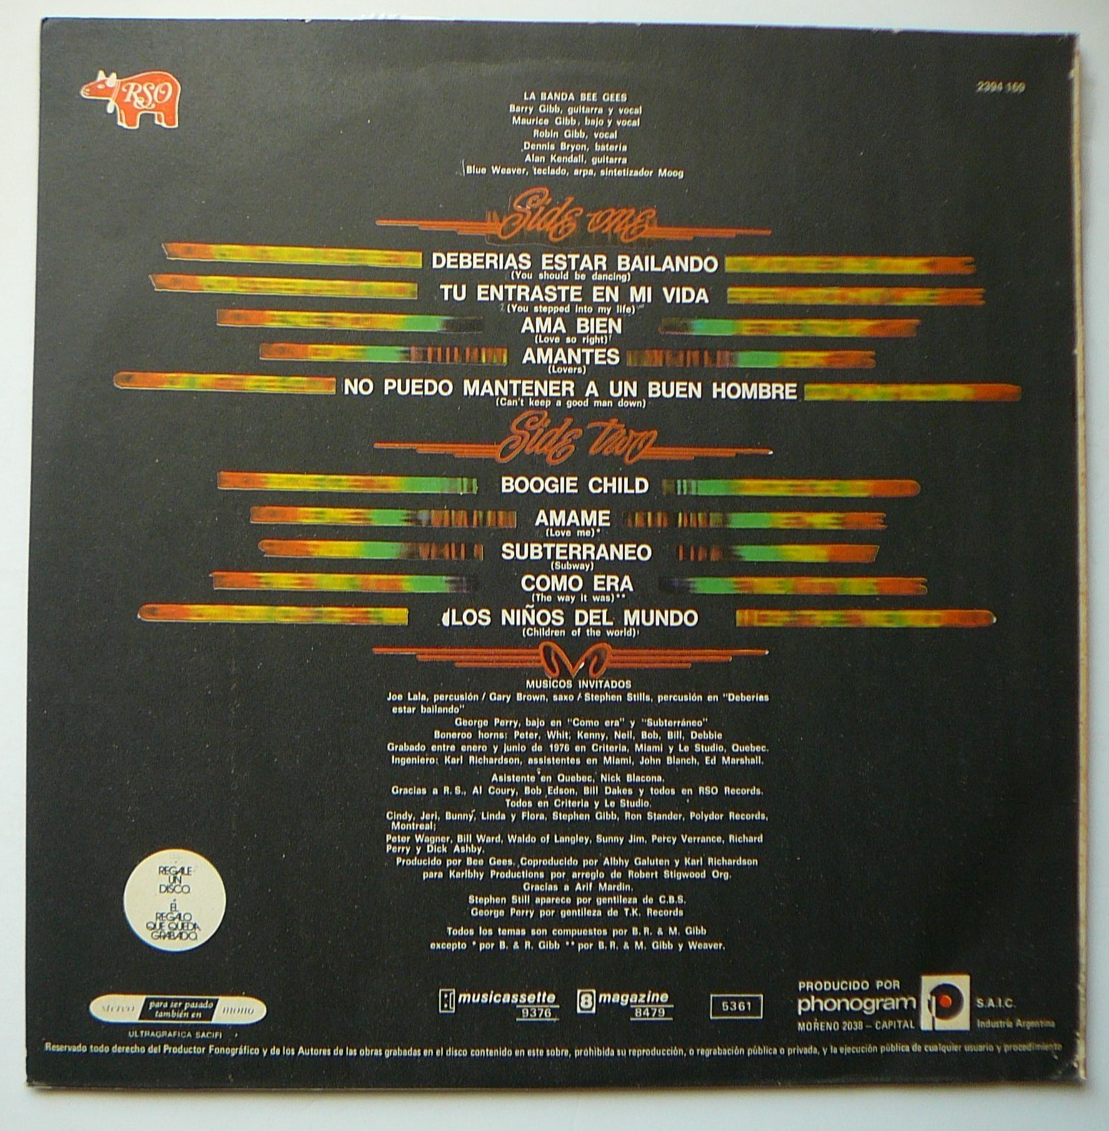 RSO
2394 169
LA BANDA BEE GEES
Barry Gibb, guitarra y vocal
Maurice Gibb, bajo y vocal
Robin Gibb, vocal
Dennis Bryon, bateria
Alan Kendall, guitarra
Blue Weaver, teclado, arpa, sintetizador Moog
Side one
DEBERIAS ESTAR BAILANDO
(You should be dancing)
TU ENTRASTE EN MI VIDA
(You stepped into my life)
AMA BIEN
(Love so right)
AMANTES
(Lovers)
NO PUEDO MANTENER A UN BUEN HOMBRE
(Can't keep a good man down)
Side two
BOOGIE CHILD
AMAME
(Love me)*
SUBTERRANEO
(Subway)
COMO ERA
(The way it was)**
LOS NIÑOS DEL MUNDO
(Children of the world)
MUSICOS INVITADOS
Joe Lala, percusión / Gary Brown, saxo / Stephen Stills, percusión en "Deberías
estar bailando"
George Perry, bajo en "Como era" y "Subterráneo"
Boneroo horns: Peter, Whit, Kenny, Neil, Bob, Bill, Debbie
Grabado entre enero y junio de 1976 en Criteria, Miami y Le Studio, Quebec.
Ingeniero: Karl Richardson, assistentes en Miami, John Blanch, Ed Marshall.
Asistente en Quebec, Nick Blacona.
Gracias a R.S., Al Coury, Bob Edson, Bill Oakes y todos en RSO Records.
Todos en Criteria y Le Studio.
Cindy, Jeri, Bunny, Linda y Flora, Stephen Gibb, Ron Stander, Polydor Records,
Montreal;
Peter Wagner, Bill Ward, Waldo of Langley, Sunny Jim, Percy Verrance, Richard
Perry y Dick Ashby.
Producido por Bee Gees. Coproducido por Albhy Galuten y Karl Richardson
para Karlbhy Productions por arreglo de Robert Stigwood Org.
Gracias a Arif Mardin.
Stephen Still aparece por gentileza de C.B.S.
George Perry por gentileza de T.K. Records
Todos los temas son compuestos por B.R. & M. Gibb
excepto * por B. & R. Gibb ** por B.R. & M. Gibb y Weaver.
REGALE
UN
DISCO.
EL
REGALO
QUE QUEDA
GRABADO!
stereo para ser pasado también en mono
ULTRAGRAFICA SACIFI
musicassette
9376
8 magazine
8479
5361
PRODUCIDO POR
phonogram S.A.I.C.
MORENO 2038 – CAPITAL Industria Argentina
Reservado todo derecho del Productor Fonográfico y de los Autores de las obras grabadas en el disco contenido en este sobre, prohibida su reproducción, o regrabación pública o privada, y la ejecución pública de cualquier usuario y procedimiento